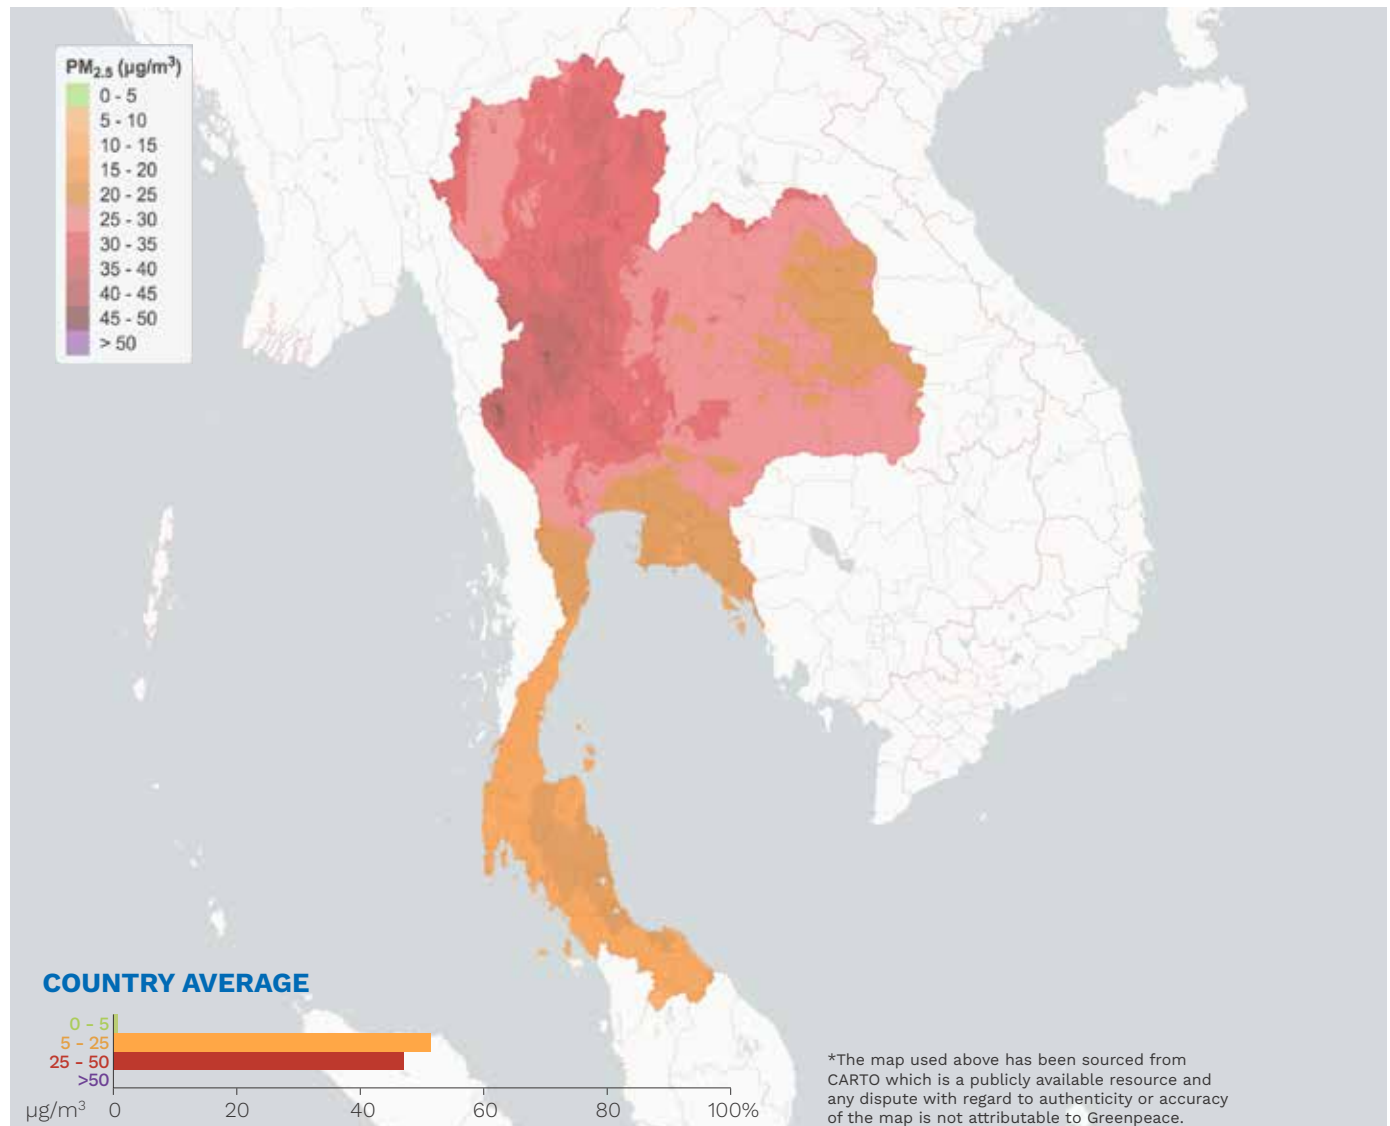 PM2.5 (µg/m³)
0 - 5
5 - 10
10 - 15
15 - 20
20 - 25
25 - 30
30 - 35
35 - 40
40 - 45
45 - 50
> 50
COUNTRY AVERAGE
0 - 5
5 - 25
25 - 50
>50
µg/m³ 0 20 40 60 80 100%
*The map used above has been sourced from
CARTO which is a publicly available resource and
any dispute with regard to authenticity or accuracy
of the map is not attributable to Greenpeace.